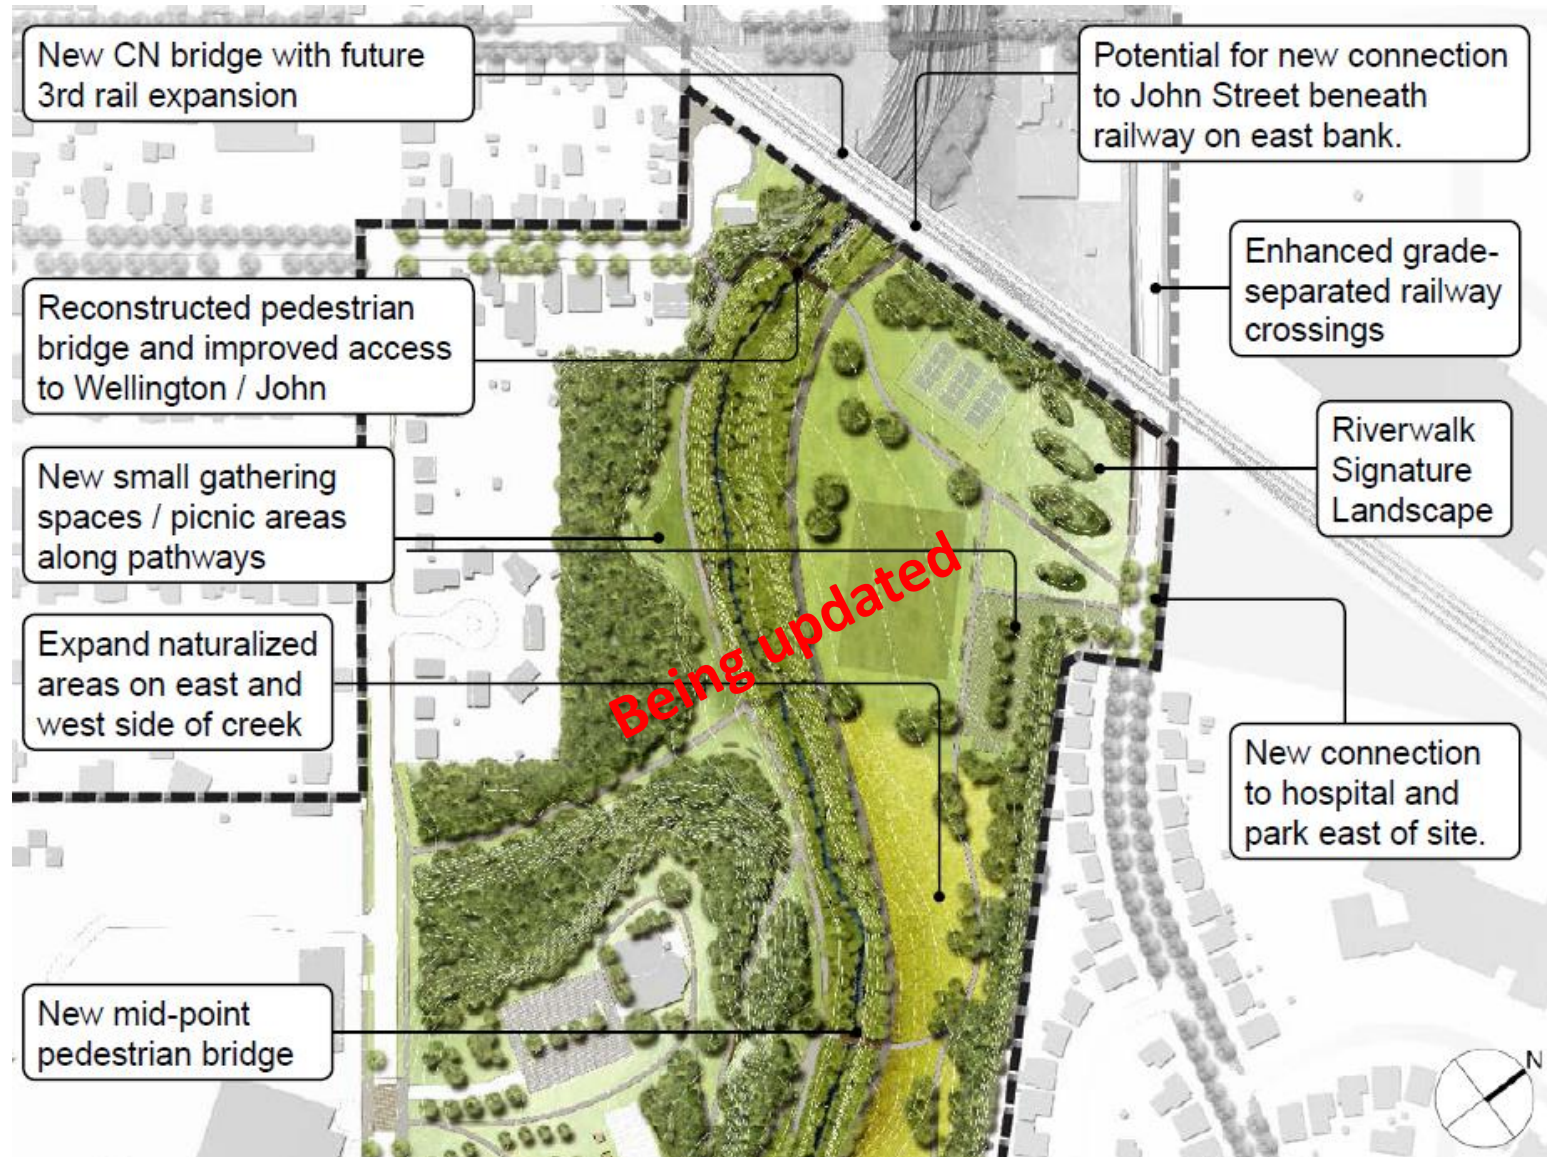 New CN bridge with future
3rd rail expansion
Potential for new connection
to John Street beneath
railway on east bank.
Enhanced grade-
separated railway
crossings
Reconstructed pedestrian
bridge and improved access
to Wellington / John
Riverwalk
Signature
Landscape
New small gathering
spaces / picnic areas
along pathways
Being updated
Expand naturalized
areas on east and
west side of creek
New connection
to hospital and
park east of site.
New mid-point
pedestrian bridge
N